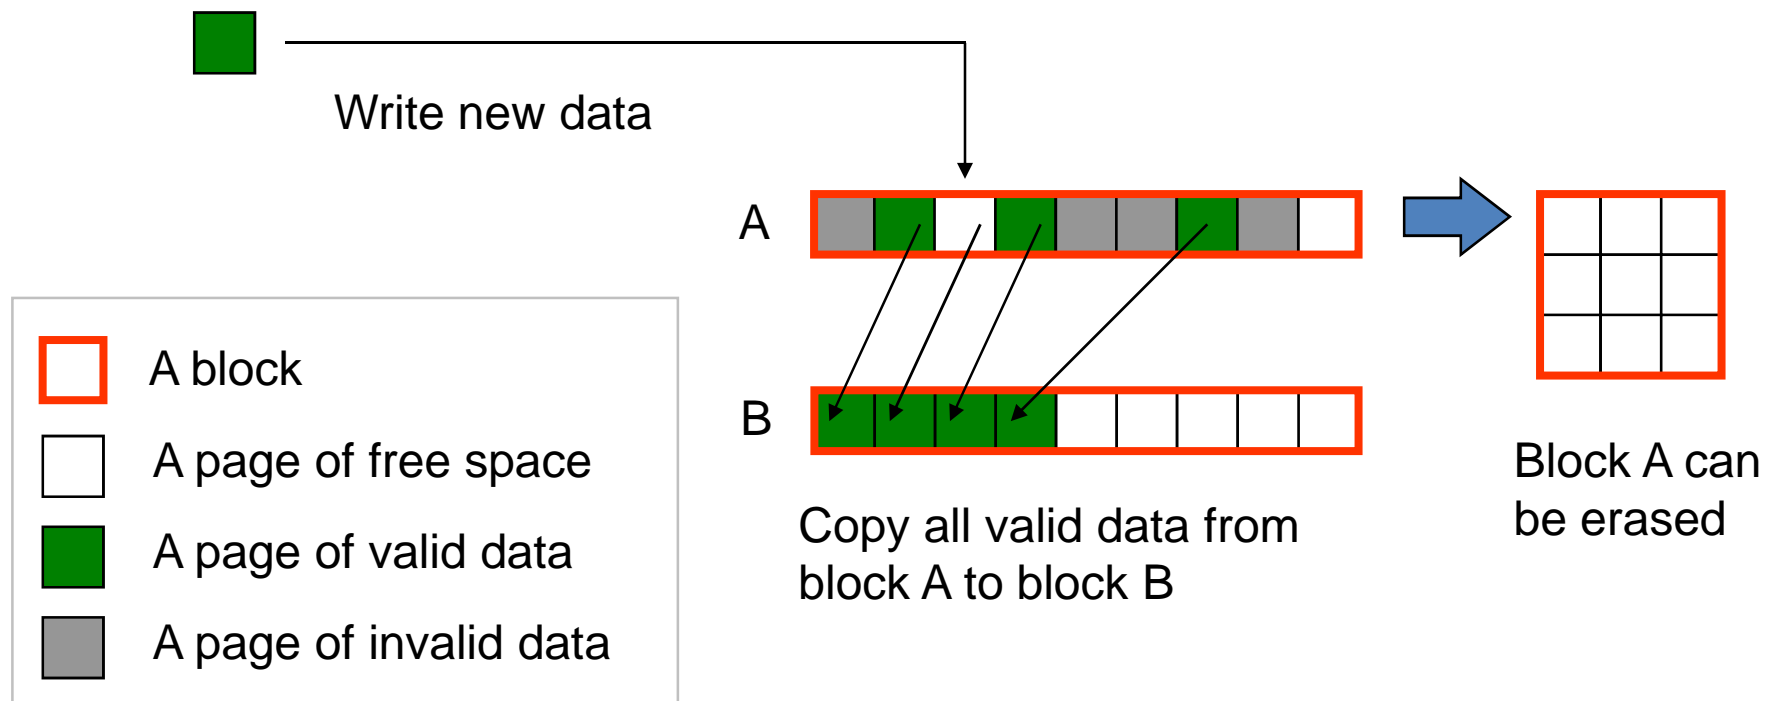 Write new data
A
B
A block
A page of free space
A page of valid data
A page of invalid data
Copy all valid data from
block A to block B
Block A can
be erased